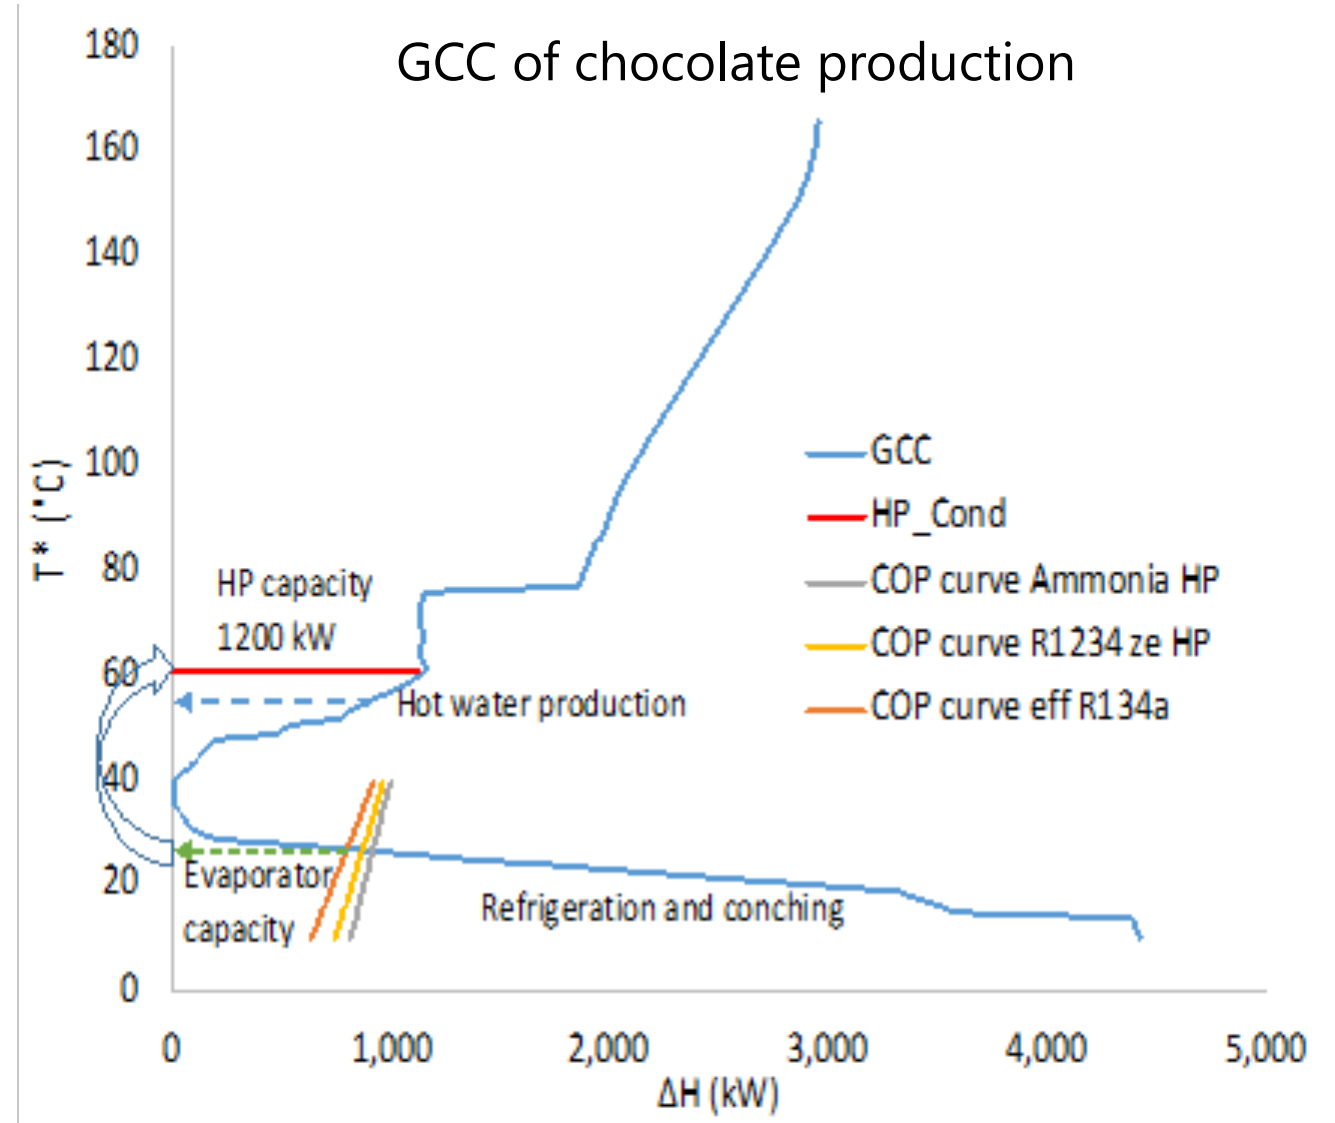 GCC of chocolate production
180
160
140
120
100
80
60
40
20
0
T* (°C)
HP capacity
1200 kW
Hot water production
Evaporator
capacity
Refrigeration and conching
GCC
HP_Cond
COP curve Ammonia HP
COP curve R1234 ze HP
COP curve eff R134a
0
1,000
2,000
3,000
4,000
5,000
ΔH (kW)